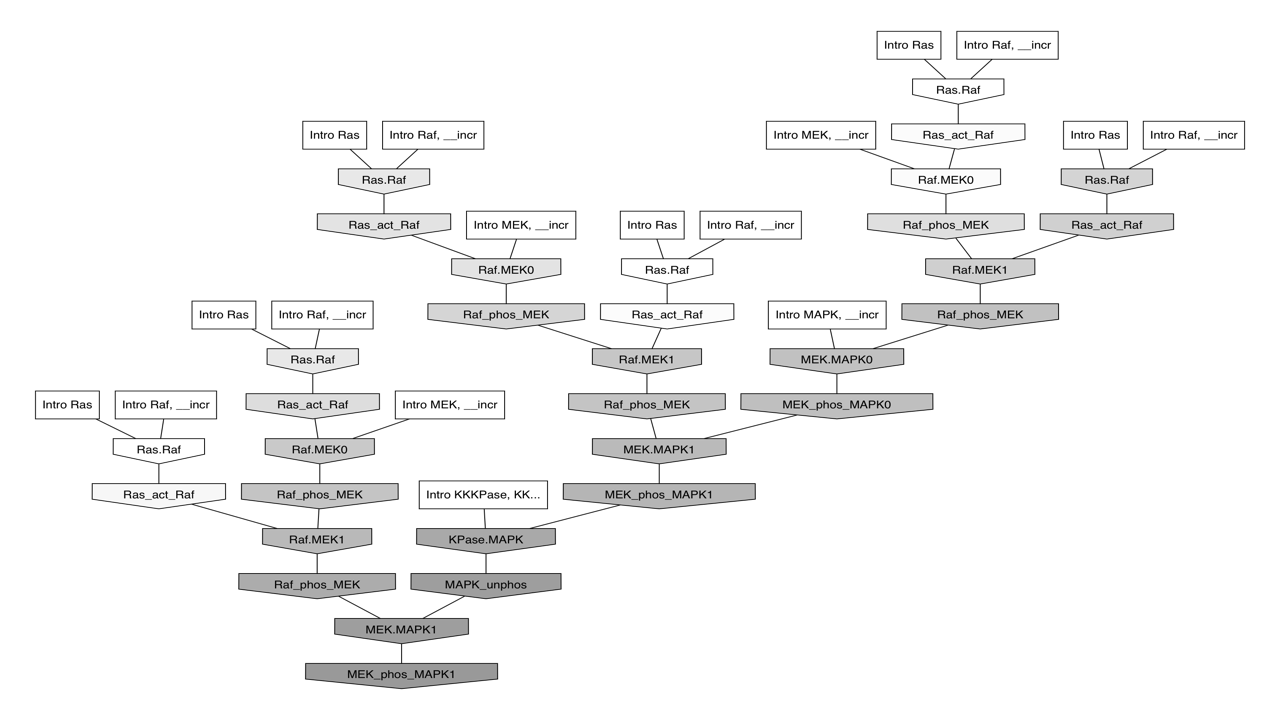 Intro Ras
Intro Raf, __incr
Ras.Raf
Intro Ras
Intro Raf, __incr
Intro MEK, __incr
Ras_act_Raf
Intro Ras
Intro Raf, __incr
Ras.Raf
Raf.MEK0
Ras.Raf
Ras_act_Raf
Intro MEK, __incr
Intro Ras
Intro Raf, __incr
Raf_phos_MEK
Ras_act_Raf
Raf.MEK0
Ras.Raf
Raf.MEK1
Intro Ras
Intro Raf, __incr
Raf_phos_MEK
Ras_act_Raf
Intro MAPK, __incr
Raf_phos_MEK
Ras.Raf
Raf.MEK1
MEK.MAPK0
Intro Ras
Intro Raf, __incr
Ras_act_Raf
Intro MEK, __incr
Raf_phos_MEK
MEK_phos_MAPK0
Ras.Raf
Raf.MEK0
MEK.MAPK1
Ras_act_Raf
Raf_phos_MEK
Intro KKKPase, KK...
MEK_phos_MAPK1
Raf.MEK1
KPase.MAPK
Raf_phos_MEK
MAPK_unphos
MEK.MAPK1
MEK_phos_MAPK1